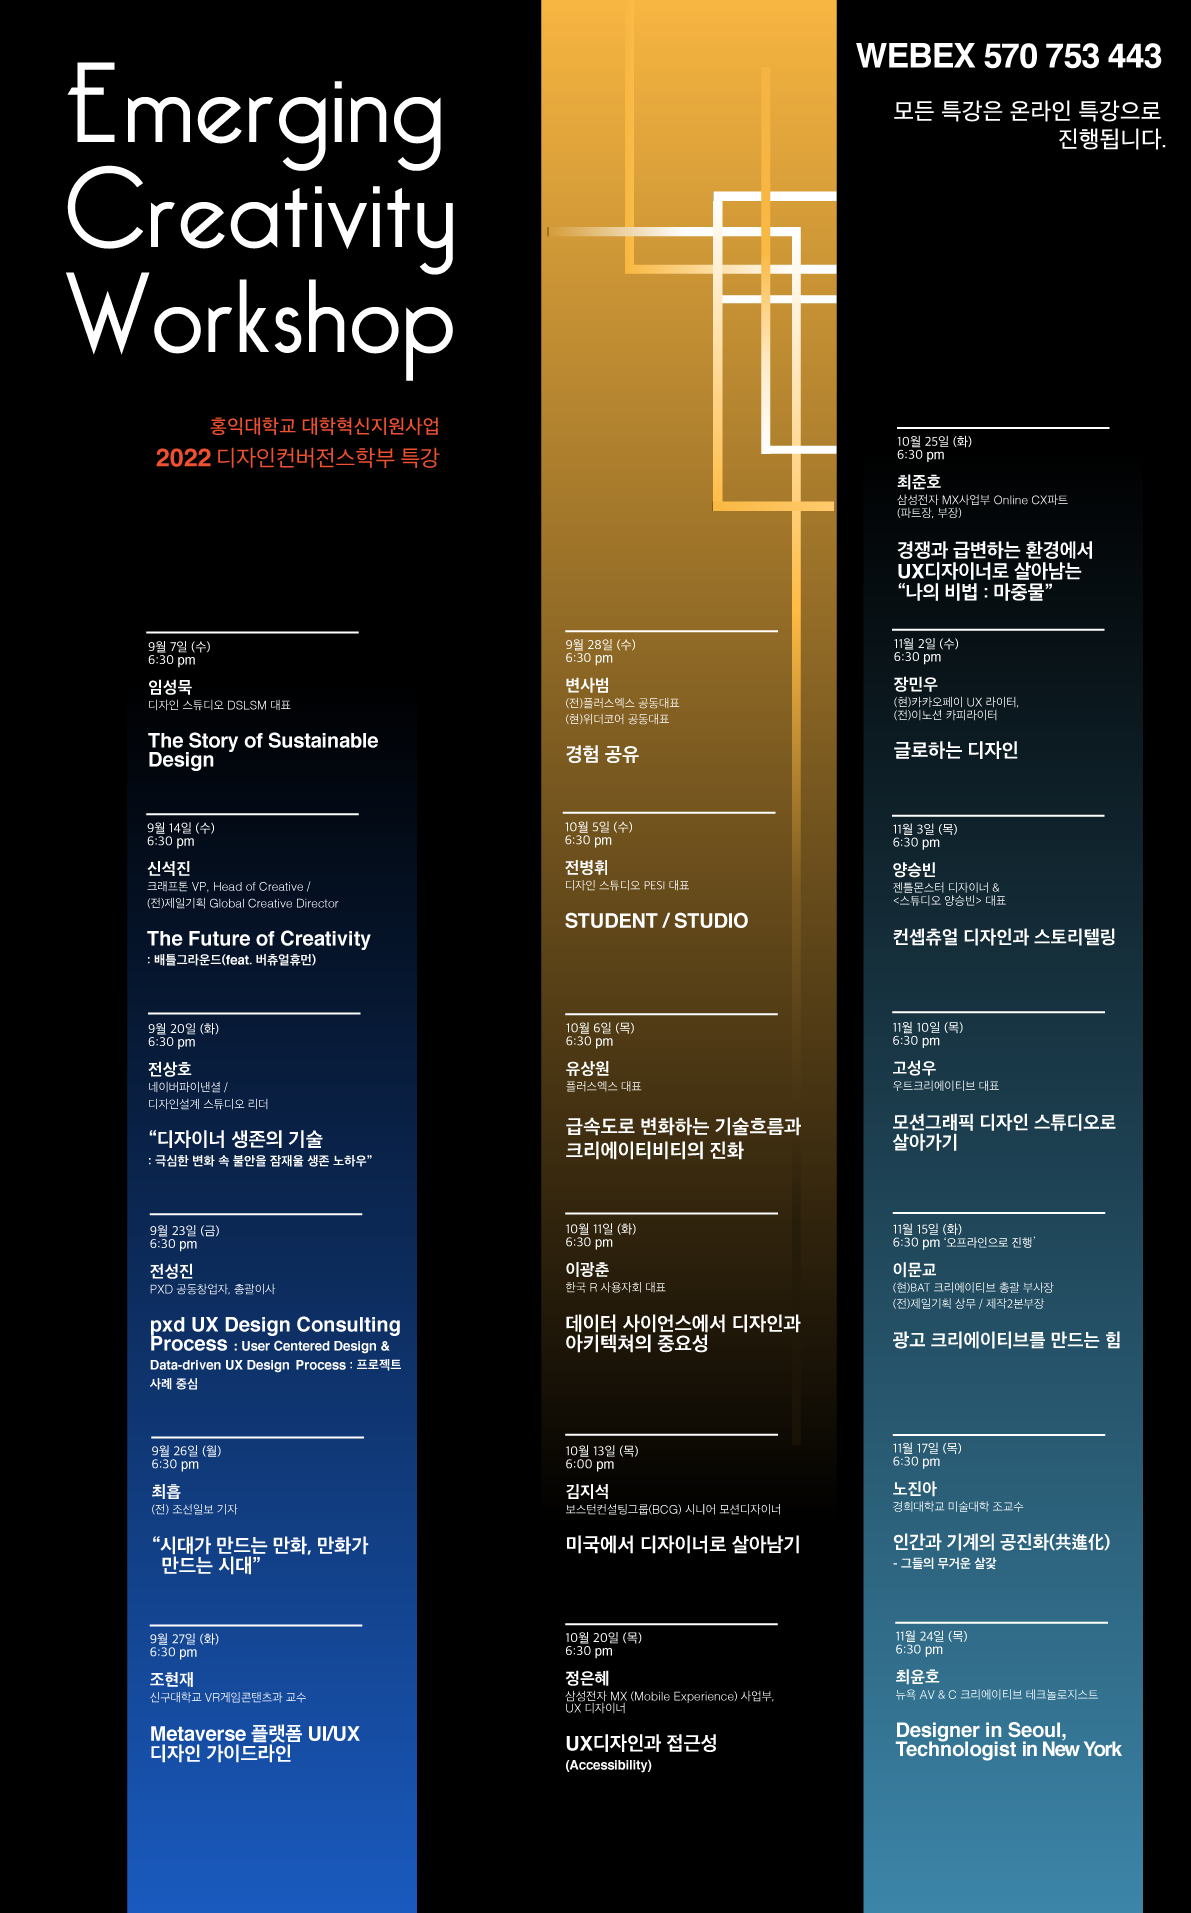 Emerging
Creativity
Workshop
홍익대학교 대학혁신지원사업
2022 디자인컨버전스학부 특강
WEBEX 570 753 443
모든 특강은 온라인 특강으로
진행됩니다.
9월 7일 (수)
6:30 pm
임성묵
디자인 스튜디오 DSLSM 대표
The Story of Sustainable
Design
9월 14일 (수)
6:30 pm
신석진
크래프톤 VP, Head of Creative /
(전)제일기획 Global Creative Director
The Future of Creativity
: 배틀그라운드(feat. 버츄얼휴먼)
9월 20일 (화)
6:30 pm
전상호
네이버파이낸셜 /
디자인설계 스튜디오 리더
“디자이너 생존의 기술
: 극심한 변화 속 불안을 잠재울 생존 노하우”
9월 23일 (금)
6:30 pm
전성진
PXD 공동창업자, 총괄이사
pxd UX Design Consulting
Process : User Centered Design &
Data-driven UX Design Process : 프로젝트
사례 중심
9월 26일 (월)
6:30 pm
최흡
(전) 조선일보 기자
“시대가 만드는 만화, 만화가
만드는 시대”
9월 27일 (화)
6:30 pm
조현재
신구대학교 VR게임콘텐츠과 교수
Metaverse 플랫폼 UI/UX
디자인 가이드라인
9월 28일 (수)
6:30 pm
변사범
(전)플러스엑스 공동대표
(현)위더코어 공동대표
경험 공유
10월 5일 (수)
6:30 pm
전병휘
디자인 스튜디오 PESI 대표
STUDENT / STUDIO
10월 6일 (목)
6:30 pm
유상원
플러스엑스 대표
급속도로 변화하는 기술흐름과
크리에이티비티의 진화
10월 11일 (화)
6:30 pm
이광춘
한국 R 사용자회 대표
데이터 사이언스에서 디자인과
아키텍쳐의 중요성
10월 13일 (목)
6:00 pm
김지석
보스턴컨설팅그룹(BCG) 시니어 모션디자이너
미국에서 디자이너로 살아남기
10월 20일 (목)
6:30 pm
정은혜
삼성전자 MX (Mobile Experience) 사업부,
UX 디자이너
UX디자인과 접근성
(Accessibility)
10월 25일 (화)
6:30 pm
최준호
삼성전자 MX사업부 Online CX파트
(파트장, 부장)
경쟁과 급변하는 환경에서
UX디자이너로 살아남는
“나의 비법 : 마중물”
11월 2일 (수)
6:30 pm
장민우
(현)카카오페이 UX 라이터,
(전)이노션 카피라이터
글로하는 디자인
11월 3일 (목)
6:30 pm
양승빈
젠틀몬스터 디자이너 &
<스튜디오 양승빈> 대표
컨셉츄얼 디자인과 스토리텔링
11월 10일 (목)
6:30 pm
고성우
우트크리에이티브 대표
모션그래픽 디자인 스튜디오로
살아가기
11월 15일 (화)
6:30 pm ‘오프라인으로 진행’
이문교
(현)BAT 크리에이티브 총괄 부사장
(전)제일기획 상무 / 제작2본부장
광고 크리에이티브를 만드는 힘
11월 17일 (목)
6:30 pm
노진아
경희대학교 미술대학 조교수
인간과 기계의 공진화(共進化)
- 그들의 무거운 살갗
11월 24일 (목)
6:30 pm
최윤호
뉴욕 AV & C 크리에이티브 테크놀로지스트
Designer in Seoul,
Technologist in New York